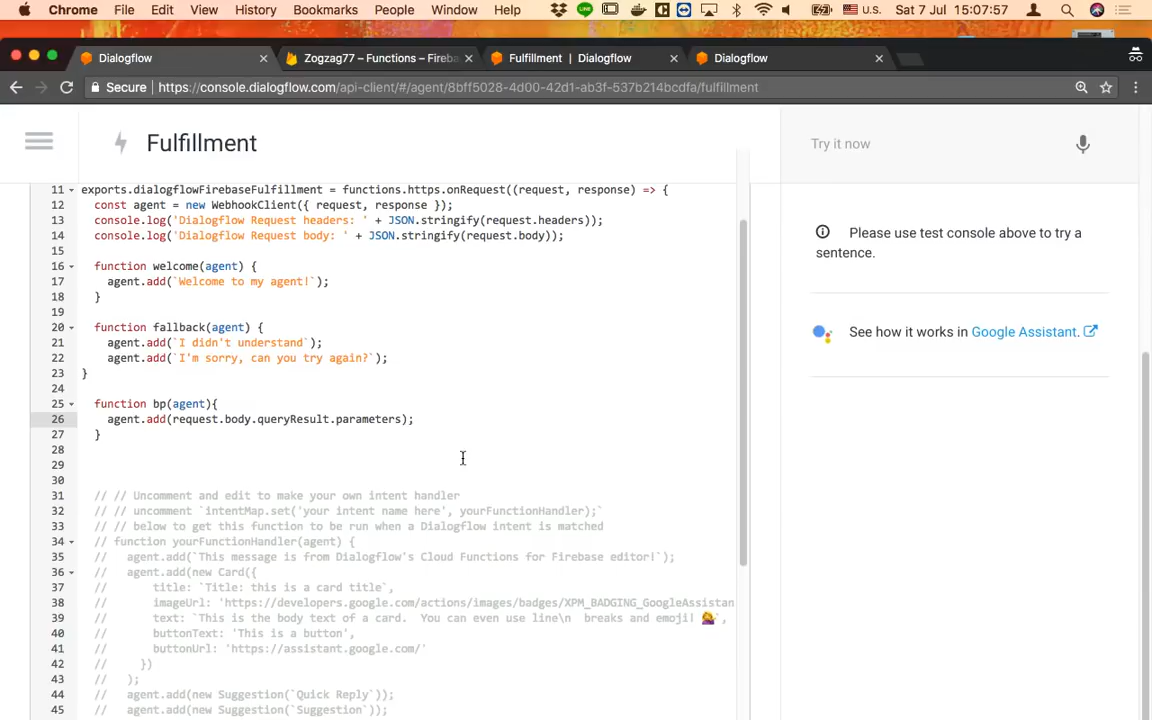 Chrome File Edit View History Bookmarks People Window Help U.S. Sat 7 Jul 15:07:57
Dialogflow Zogzag77 – Functions – Fireba Fulfillment | Dialogflow Dialogflow
Secure https://console.dialogflow.com/api-client/#/agent/8bff5028-4d00-42d1-ab3f-537b214bcdfa/fulfillment
Fulfillment
Try it now
11 exports.dialogflowFirebaseFulfillment = functions.https.onRequest((request, response) => {
12 const agent = new WebhookClient({ request, response });
13 console.log('Dialogflow Request headers: ' + JSON.stringify(request.headers));
14 console.log('Dialogflow Request body: ' + JSON.stringify(request.body));
15
16 function welcome(agent) {
17 agent.add(`Welcome to my agent!`);
18 }
19
20 function fallback(agent) {
21 agent.add(`I didn't understand`);
22 agent.add(`I'm sorry, can you try again?`);
23 }
24
25 function bp(agent){
26 agent.add(request.body.queryResult.parameters);
27 }
28
29
30
31 // // Uncomment and edit to make your own intent handler
32 // // uncomment `intentMap.set('your intent name here', yourFunctionHandler);`
33 // // below to get this function to be run when a Dialogflow intent is matched
34 // function yourFunctionHandler(agent) {
35 // agent.add(`This message is from Dialogflow's Cloud Functions for Firebase editor!`);
36 // agent.add(new Card({
37 // title: `Title: this is a card title`,
38 // imageUrl: 'https://developers.google.com/actions/images/badges/XPM_BADGING_GoogleAssistan
39 // text: `This is the body text of a card. You can even use line\n breaks and emoji! 💁`,
40 // buttonText: 'This is a button',
41 // buttonUrl: 'https://assistant.google.com/'
42 // })
43 // );
44 // agent.add(new Suggestion(`Quick Reply`));
45 // agent.add(new Suggestion(`Suggestion`));
Please use test console above to try a
sentence.
See how it works in Google Assistant.